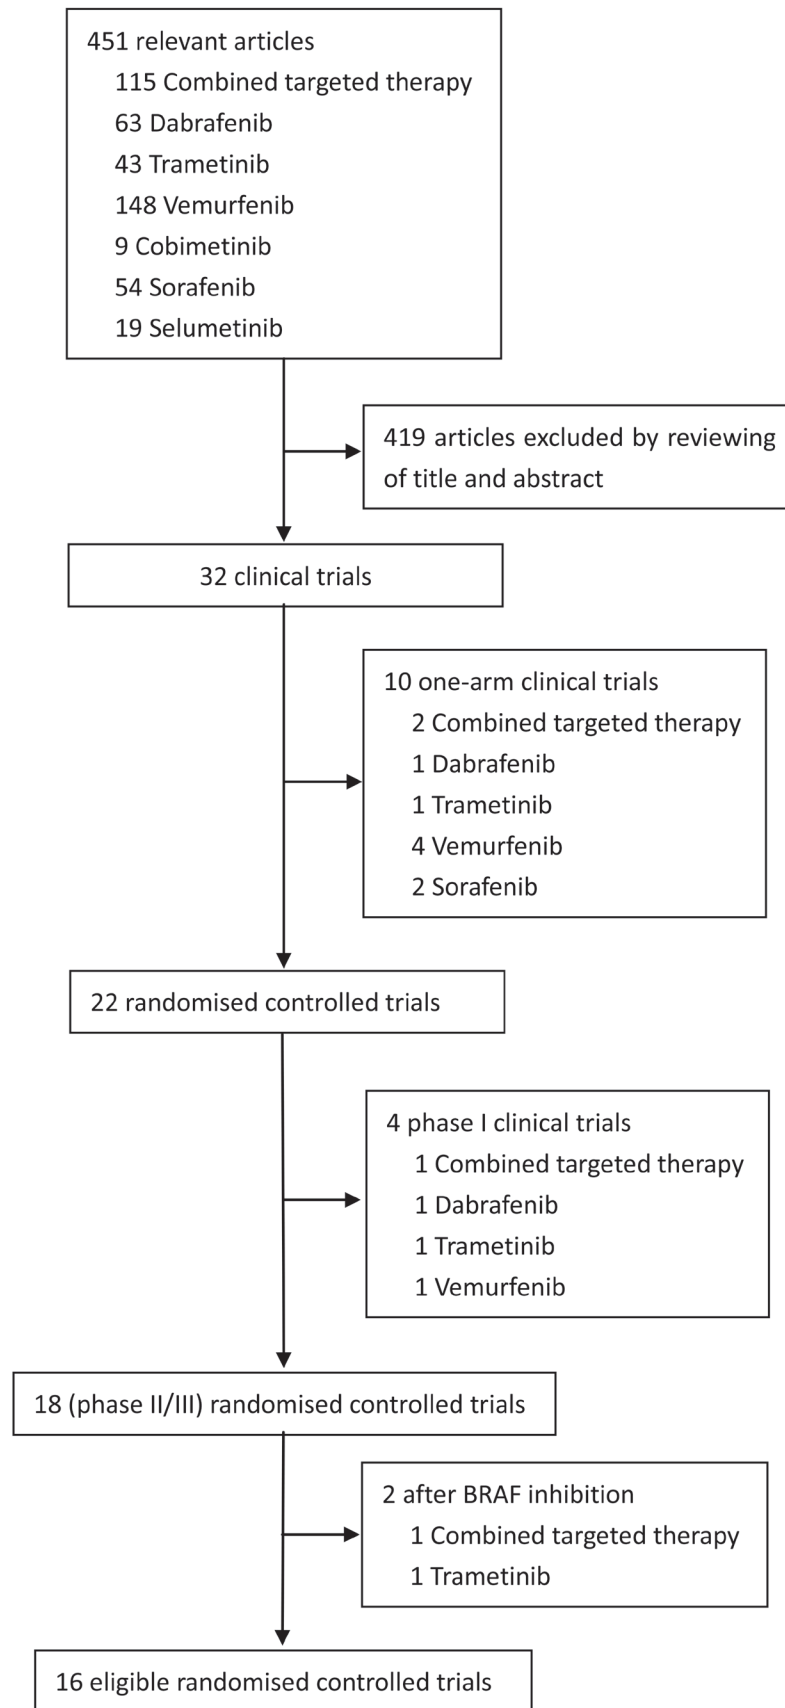 451 relevant articles
115 Combined targeted therapy
63 Dabrafenib
43 Trametinib
148 Vemurfenib
9 Cobimetinib
54 Sorafenib
19 Selumetinib
419 articles excluded by reviewing
of title and abstract
32 clinical trials
10 one-arm clinical trials
2 Combined targeted therapy
1 Dabrafenib
1 Trametinib
4 Vemurfenib
2 Sorafenib
22 randomised controlled trials
4 phase I clinical trials
1 Combined targeted therapy
1 Dabrafenib
1 Trametinib
1 Vemurfenib
18 (phase II/III) randomised controlled trials
2 after BRAF inhibition
1 Combined targeted therapy
1 Trametinib
16 eligible randomised controlled trials